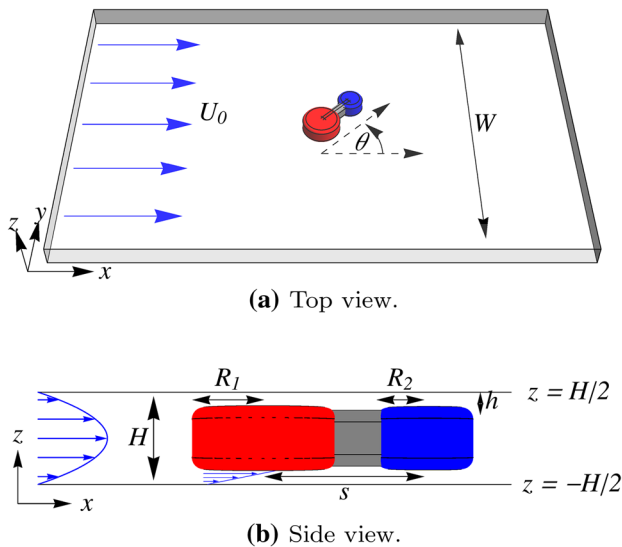 U₀
W
θ
z y
x
(a) Top view.
R₁ R₂
h z = H/2
z H
s
x z = −H/2
(b) Side view.